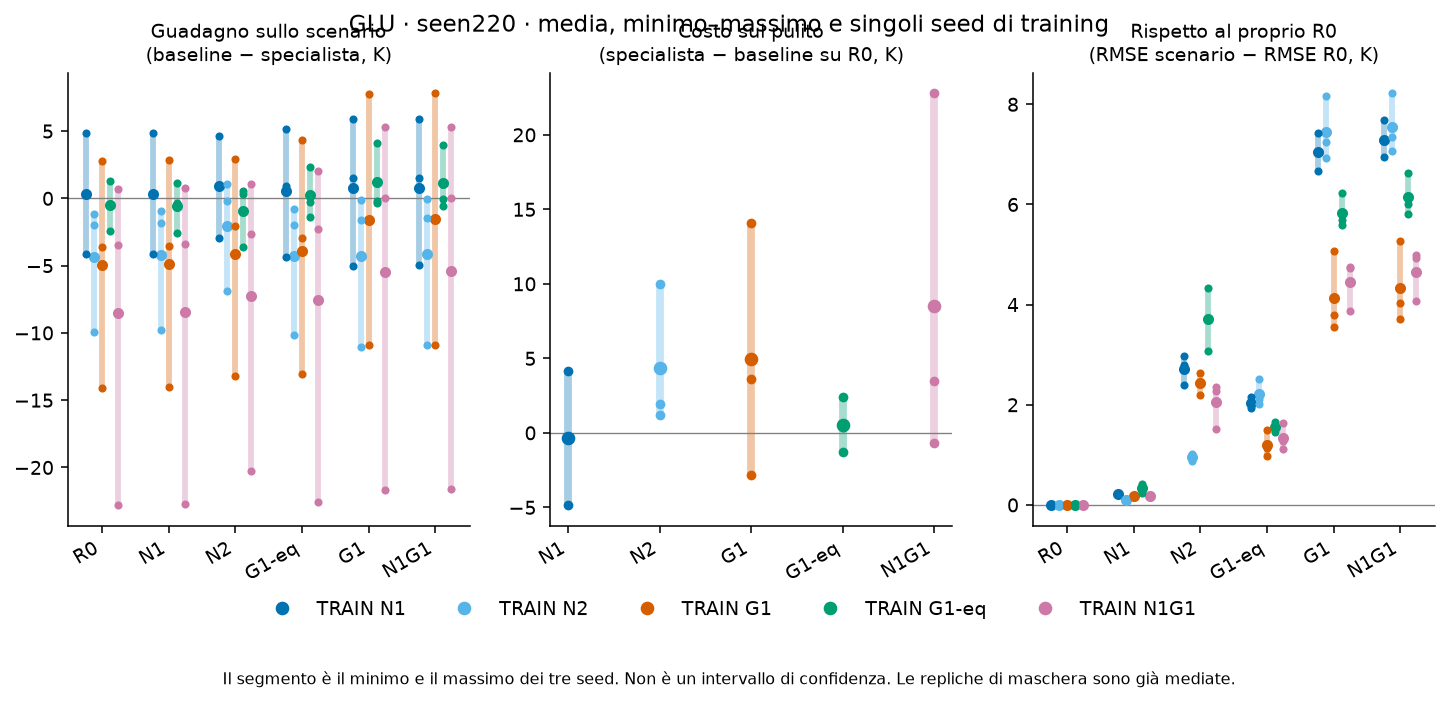 GLU · seen220 · media, minimo–massimo e singoli seed di training
Guadagno sullo scenario
(baseline − specialista, K)
Costo sul pulito
(specialista − baseline su R0, K)
Rispetto al proprio R0
(RMSE scenario − RMSE R0, K)
5
0
−5
−10
−15
−20
R0
N1
N2
G1-eq
G1
N1G1
20
15
10
5
0
−5
N1
N2
G1
G1-eq
N1G1
8
6
4
2
0
R0
N1
N2
G1-eq
G1
N1G1
TRAIN N1
TRAIN N2
TRAIN G1
TRAIN G1-eq
TRAIN N1G1
Il segmento è il minimo e il massimo dei tre seed. Non è un intervallo di confidenza. Le repliche di maschera sono già mediate.